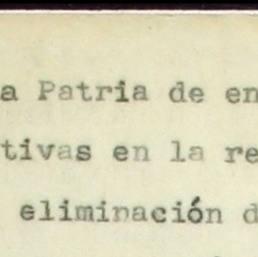 a Patria de en
tivas en la re
eliminación d